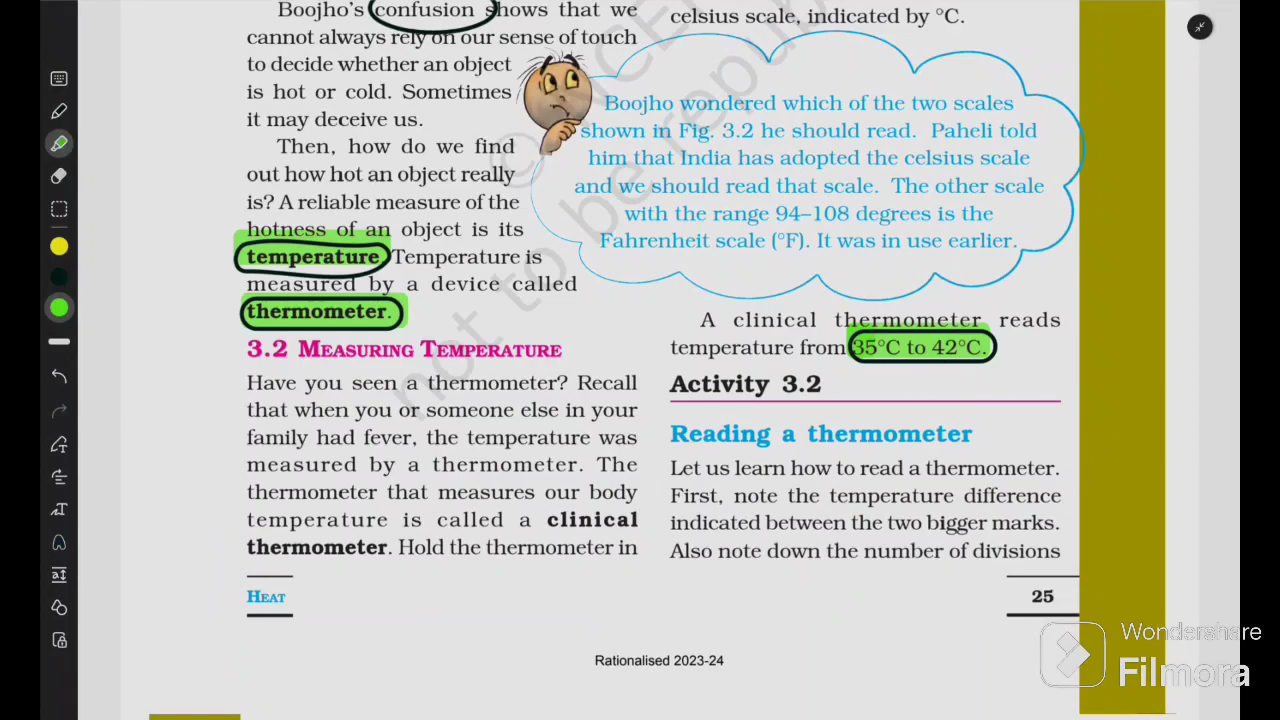 Boojho's confusion shows that we
cannot always rely on our sense of touch
to decide whether an object
is hot or cold. Sometimes
it may deceive us.
Then, how do we find
out how hot an object really
is? A reliable measure of the
hotness of an object is its
temperature. Temperature is
measured by a device called
thermometer.
3.2 MEASURING TEMPERATURE
Have you seen a thermometer? Recall
that when you or someone else in your
family had fever, the temperature was
measured by a thermometer. The
thermometer that measures our body
temperature is called a clinical
thermometer. Hold the thermometer in
celsius scale, indicated by °C.
Boojho wondered which of the two scales
shown in Fig. 3.2 he should read. Paheli told
him that India has adopted the celsius scale
and we should read that scale. The other scale
with the range 94–108 degrees is the
Fahrenheit scale (°F). It was in use earlier.
A clinical thermometer reads
temperature from 35°C to 42°C.
Activity 3.2
Reading a thermometer
Let us learn how to read a thermometer.
First, note the temperature difference
indicated between the two bigger marks.
Also note down the number of divisions
HEAT
25
Rationalised 2023-24
not to be repub
Wondershare
Filmora